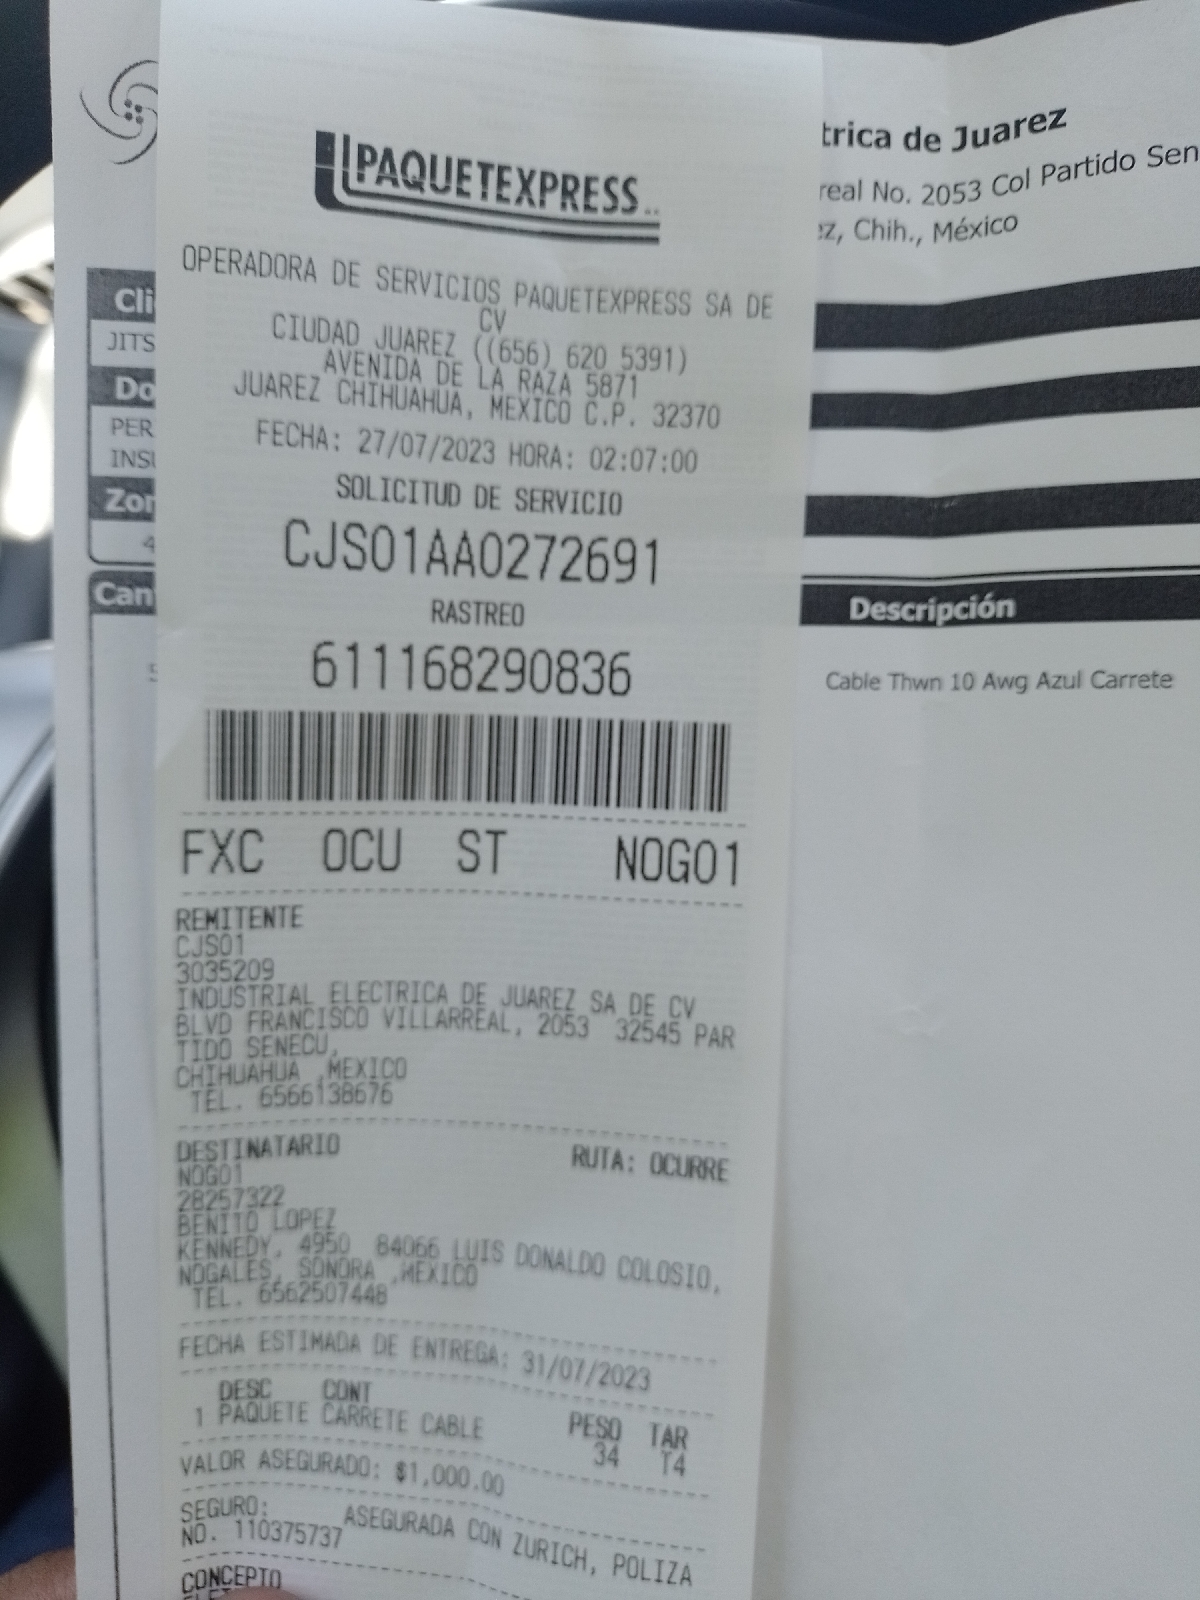 PAQUETEXPRESS
OPERADORA DE SERVICIOS PAQUETEXPRESS SA DE
CV
CIUDAD JUAREZ ((656) 620 5391)
AVENIDA DE LA RAZA 5871
JUAREZ CHIHUAHUA, MEXICO C.P. 32370
FECHA: 27/07/2023 HORA: 02:07:00
SOLICITUD DE SERVICIO
CJS01AA0272691
RASTREO
611168290836
FXC OCU ST NOG01
REMITENTE
CJS01
3035209
INDUSTRIAL ELECTRICA DE JUAREZ SA DE CV
BLVD FRANCISCO VILLARREAL, 2053 32545 PAR
TIDO SENECU,
CHIHUAHUA ,MEXICO
TEL. 6566138676
DESTINATARIO RUTA: OCURRE
NOG01
28257322
BENITO LOPEZ
KENNEDY, 4950 84066 LUIS DONALDO COLOSIO,
NOGALES, SONORA ,MEXICO
TEL. 6562507448
FECHA ESTIMADA DE ENTREGA: 31/07/2023
DESC CONT PESO TAR
1 PAQUETE CARRETE CABLE 34 T4
VALOR ASEGURADO: $1,000.00
SEGURO: ASEGURADA CON ZURICH, POLIZA
NO. 110375737
CONCEPTO
trica de Juarez
real No. 2053 Col Partido Sen
ez, Chih., México
Cli
JITS
Do
PER
INSU
Zor
4
Can
Descripción
Cable Thwn 10 Awg Azul Carrete